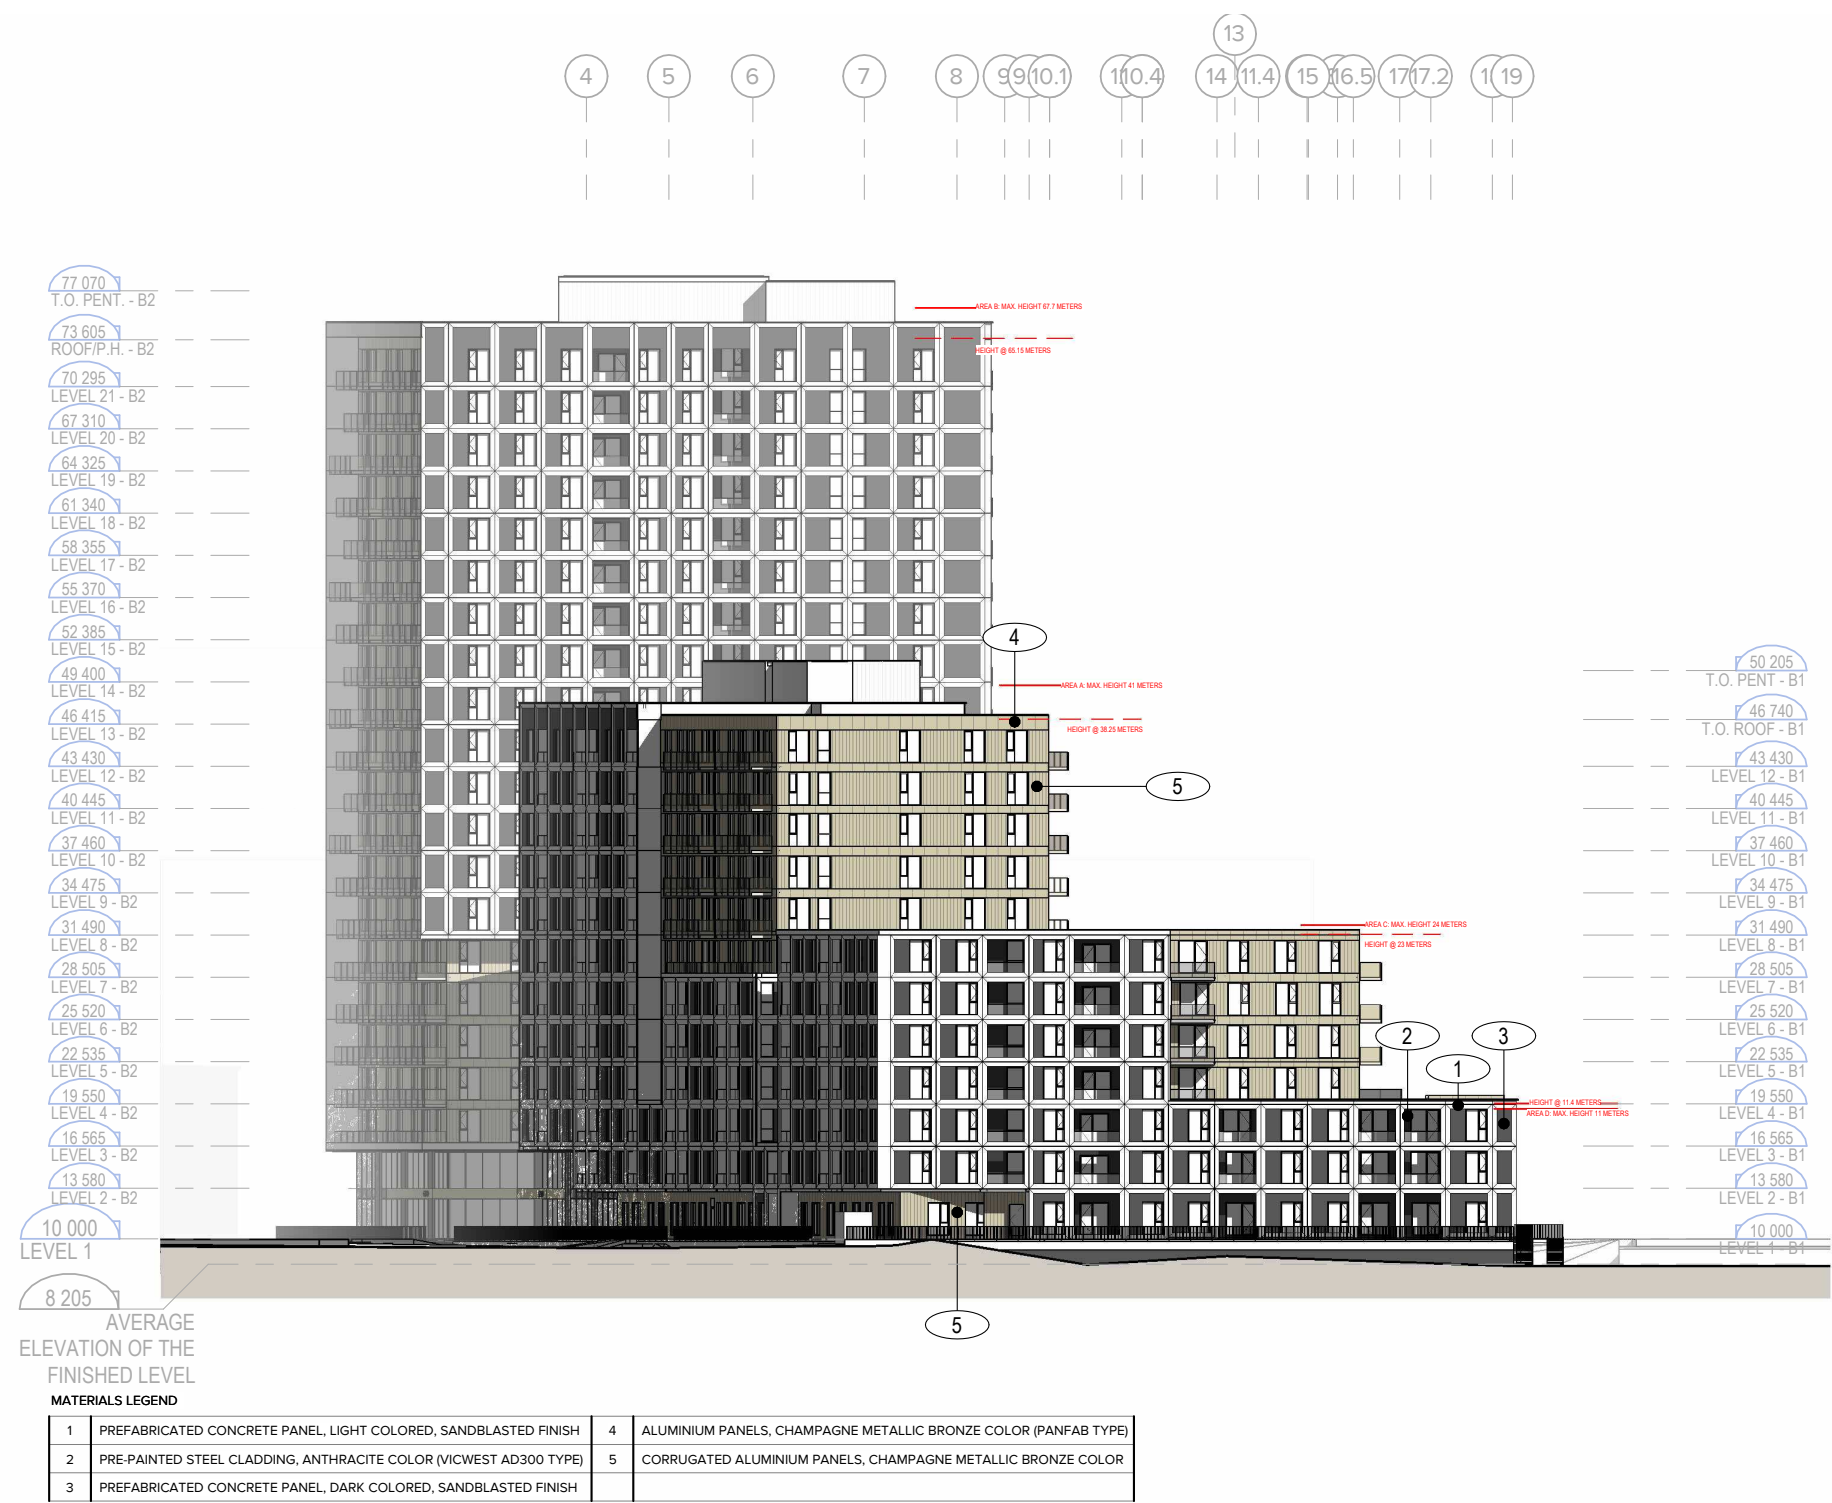 13
4 5 6 7 8 9 9. 10.1 10.4 14 11.4 15 16.5 17 17.2 19
77 070
T.O. PENT. - B2
73 605
ROOF/P.H. - B2
70 295
LEVEL 21 - B2
67 310
LEVEL 20 - B2
64 325
LEVEL 19 - B2
61 340
LEVEL 18 - B2
58 355
LEVEL 17 - B2
55 370
LEVEL 16 - B2
52 385
LEVEL 15 - B2
49 400
LEVEL 14 - B2
46 415
LEVEL 13 - B2
43 430
LEVEL 12 - B2
40 445
LEVEL 11 - B2
37 460
LEVEL 10 - B2
34 475
LEVEL 9 - B2
31 490
LEVEL 8 - B2
28 505
LEVEL 7 - B2
25 520
LEVEL 6 - B2
22 535
LEVEL 5 - B2
19 550
LEVEL 4 - B2
16 565
LEVEL 3 - B2
13 580
LEVEL 2 - B2
10 000
LEVEL 1
8 205
AVERAGE
ELEVATION OF THE
FINISHED LEVEL
AREA B: MAX. HEIGHT 67.7 METERS
HEIGHT @ 65.15 METERS
4
AREA A: MAX. HEIGHT 41 METERS
HEIGHT @ 38.25 METERS
5
AREA C: MAX. HEIGHT 24 METERS
HEIGHT @ 23 METERS
2
3
1
HEIGHT @ 11.4 METERS
AREA D: MAX. HEIGHT 11 METERS
5
50 205
T.O. PENT - B1
46 740
T.O. ROOF - B1
43 430
LEVEL 12 - B1
40 445
LEVEL 11 - B1
37 460
LEVEL 10 - B1
34 475
LEVEL 9 - B1
31 490
LEVEL 8 - B1
28 505
LEVEL 7 - B1
25 520
LEVEL 6 - B1
22 535
LEVEL 5 - B1
19 550
LEVEL 4 - B1
16 565
LEVEL 3 - B1
13 580
LEVEL 2 - B1
10 000
LEVEL 1 - B1
MATERIALS LEGEND
1 PREFABRICATED CONCRETE PANEL, LIGHT COLORED, SANDBLASTED FINISH 4 ALUMINIUM PANELS, CHAMPAGNE METALLIC BRONZE COLOR (PANFAB TYPE)
2 PRE-PAINTED STEEL CLADDING, ANTHRACITE COLOR (VICWEST AD300 TYPE) 5 CORRUGATED ALUMINIUM PANELS, CHAMPAGNE METALLIC BRONZE COLOR
3 PREFABRICATED CONCRETE PANEL, DARK COLORED, SANDBLASTED FINISH